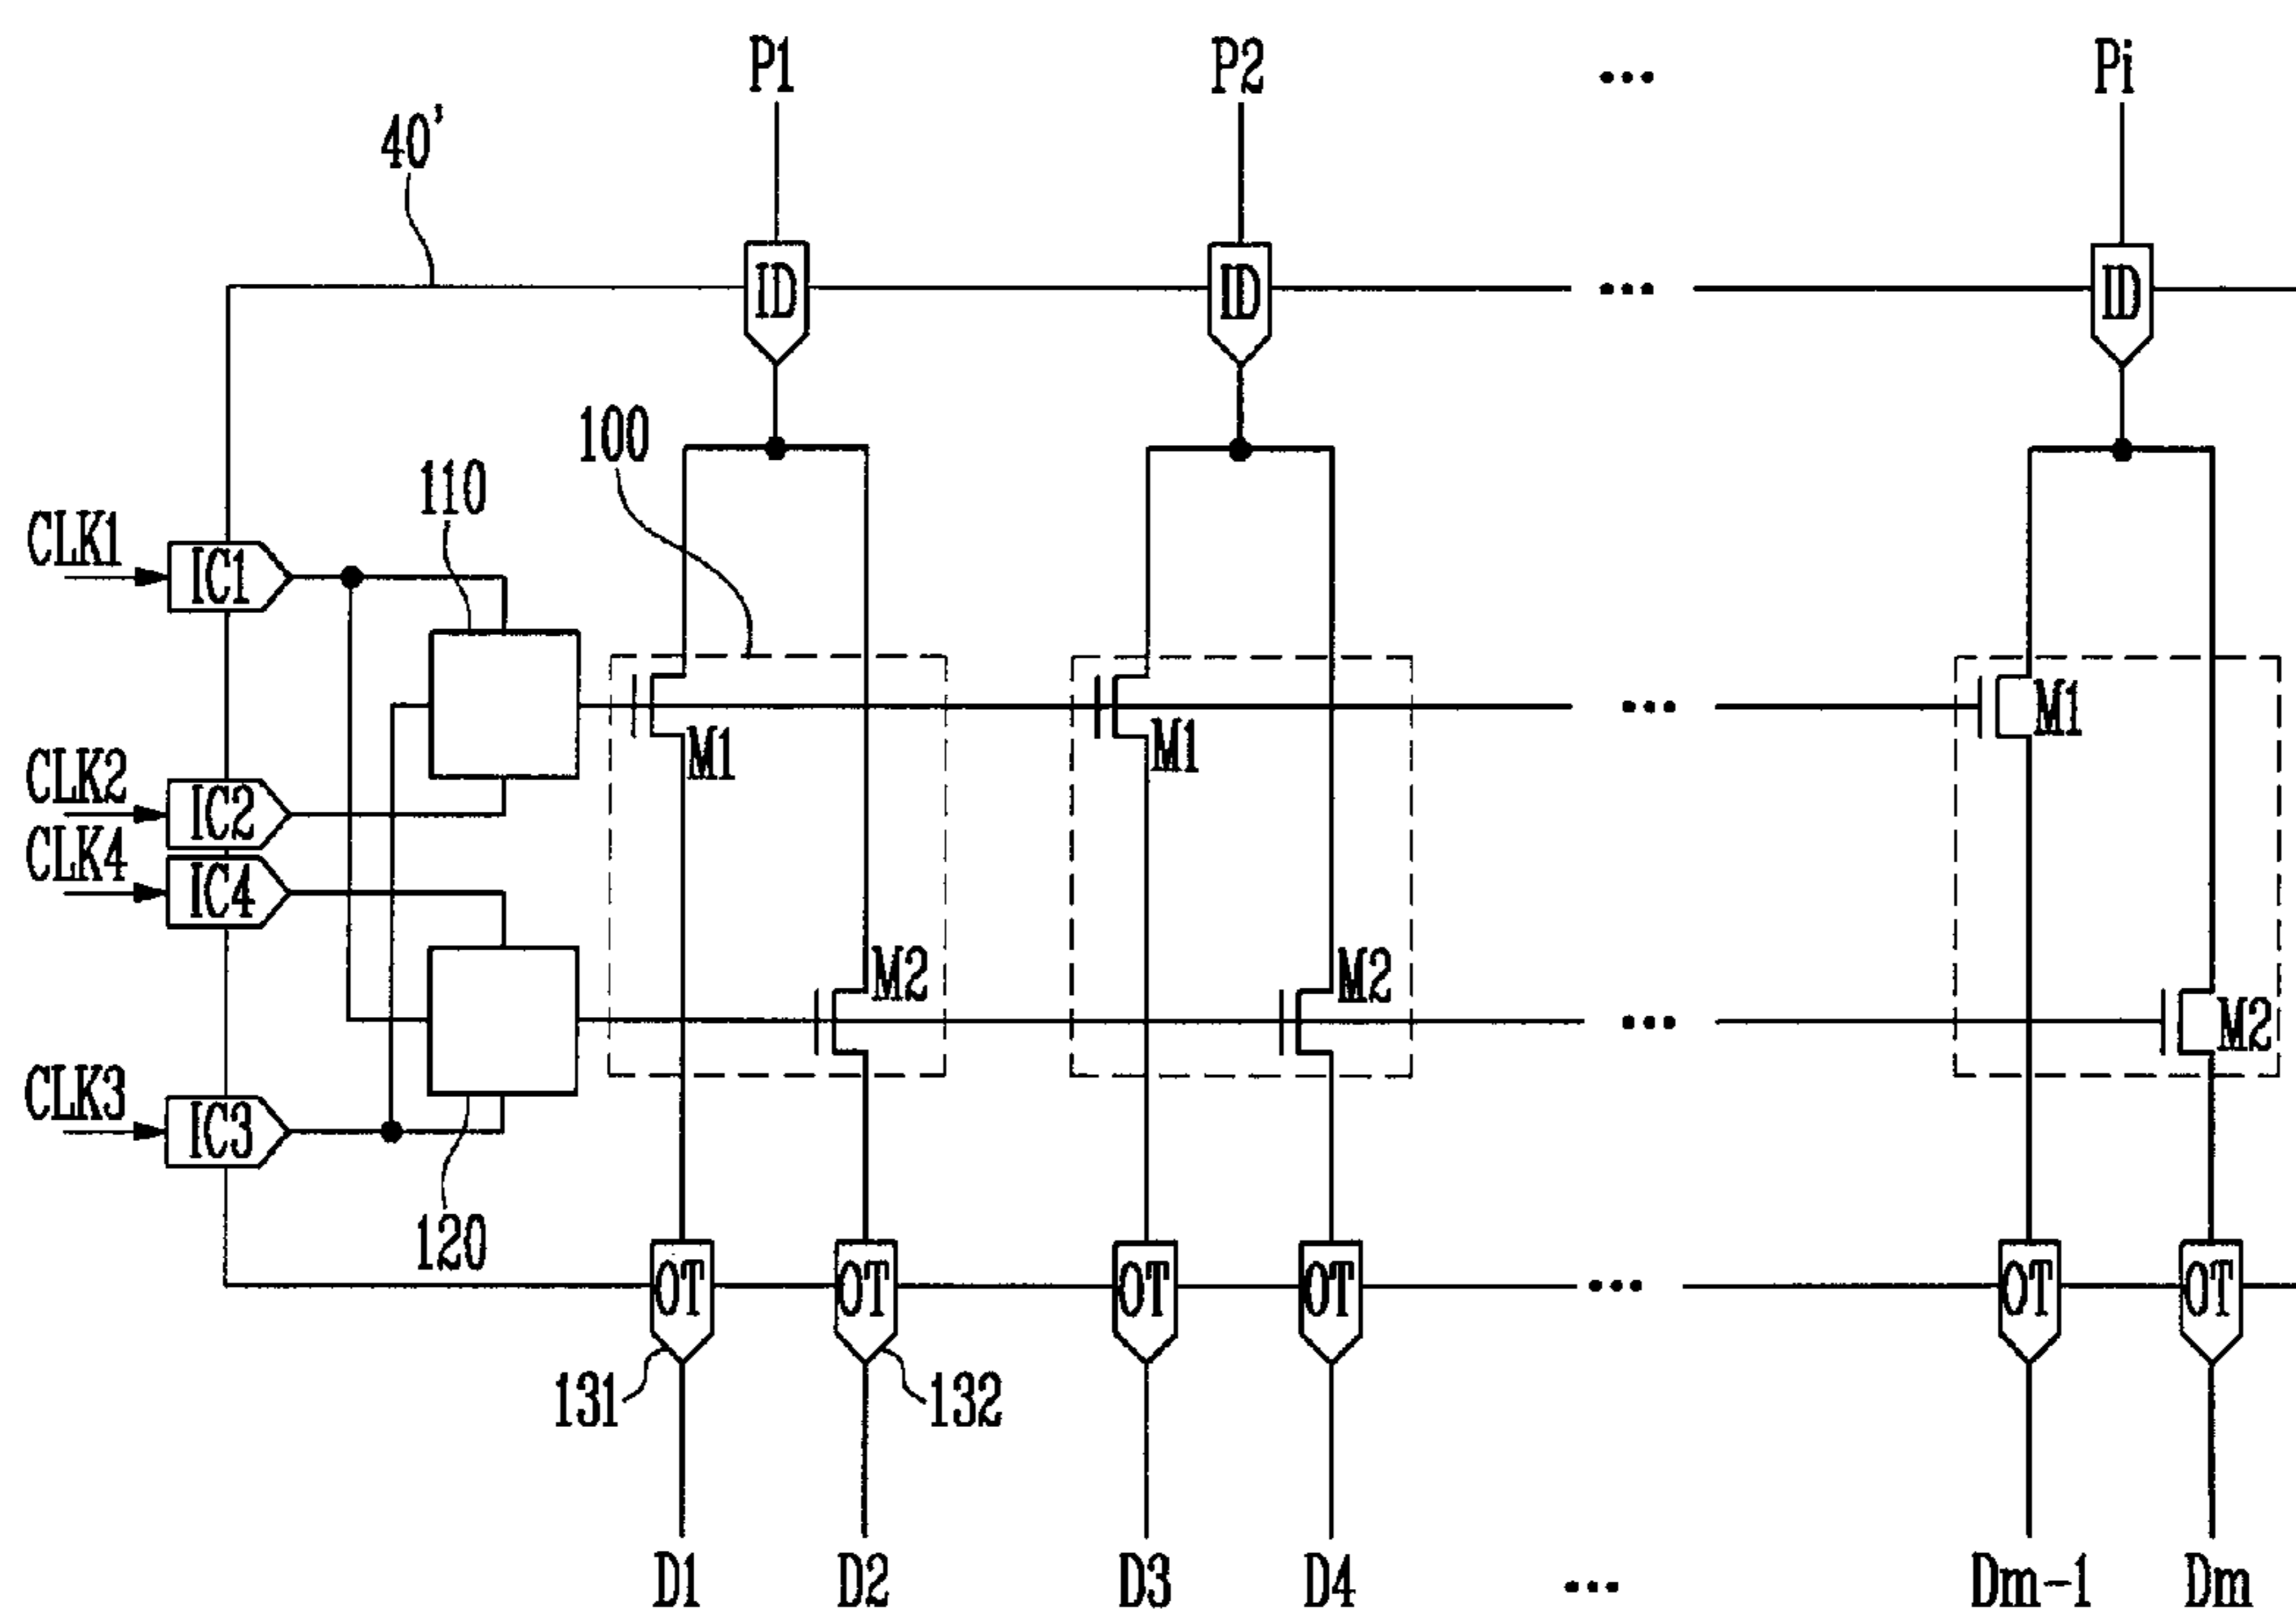 P1 P2 ... Pi
40'
ID ID ... ID
100
110
CLK1 IC1
M1 M1 ... M1
CLK2 IC2
CLK4 IC4
M2 M2 ... M2
CLK3 IC3
120
OT OT OT OT ... OT OT
131 132
D1 D2 D3 D4 ... Dm-1 Dm